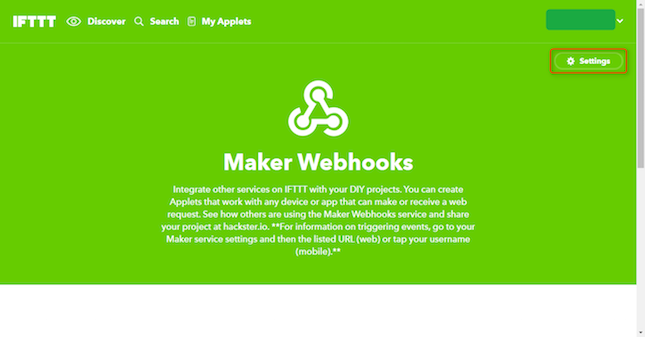 IFTTT Discover Search My Applets
Settings
Maker Webhooks
Integrate other services on IFTTT with your DIY projects. You can create
Applets that work with any device or app that can make or receive a web
request. See how others are using the Maker Webhooks service and share
your project at hackster.io. **For information on triggering events, go to your
Maker service settings and then the listed URL (web) or tap your username
(mobile).**